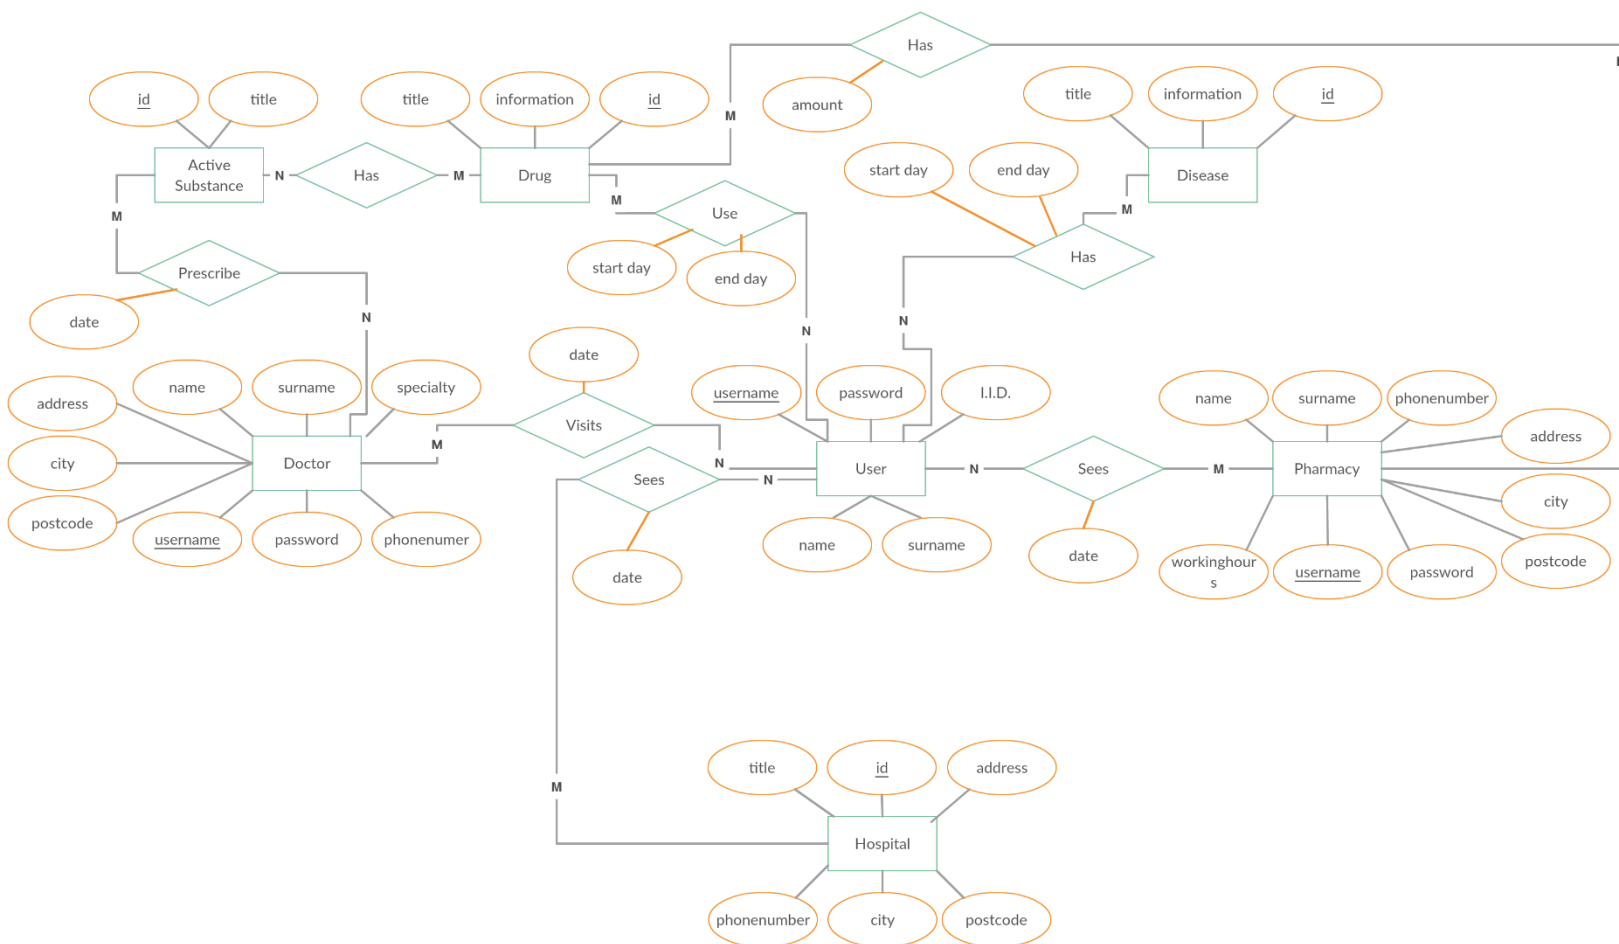 Has
amount
id
title
title
information
id
title
information
id
M
Active
Substance
N
Has
M
Drug
M
start day
end day
Disease
M
M
Use
Prescribe
start day
end day
Has
date
N
N
N
date
name
surname
specialty
address
username
password
I.I.D.
name
surname
phonenumber
address
Visits
M
Doctor
city
N
Sees
N
User
N
Sees
M
Pharmacy
city
postcode
username
password
phonenumer
name
surname
date
date
workinghour
s
username
password
postcode
title
id
address
M
Hospital
phonenumber
city
postcode